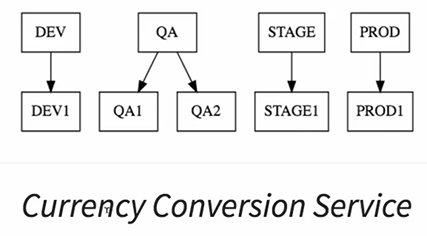 DEV QA STAGE PROD
DEV1 QA1 QA2 STAGE1 PROD1
Currency Conversion Service